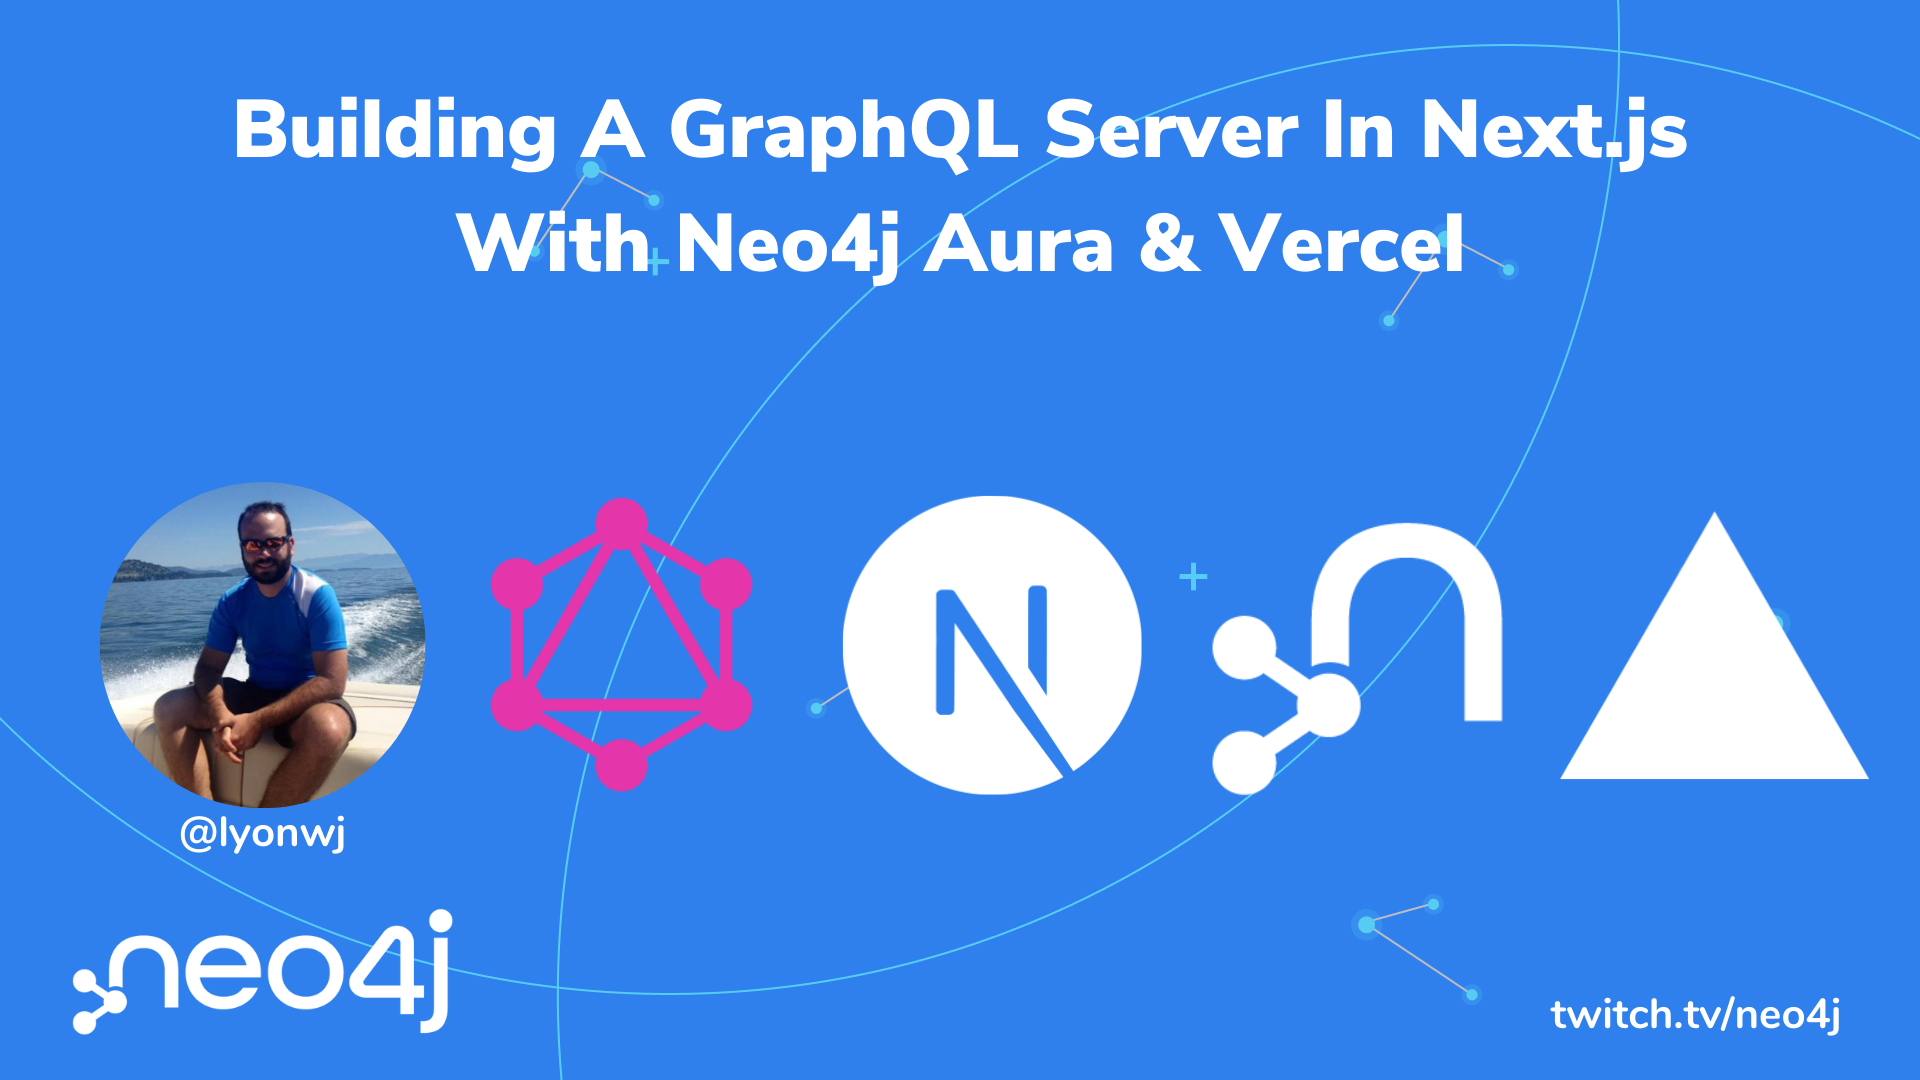 Building A GraphQL Server In Next.js
With Neo4j Aura & Vercel
N
@lyonwj
neo4j
twitch.tv/neo4j